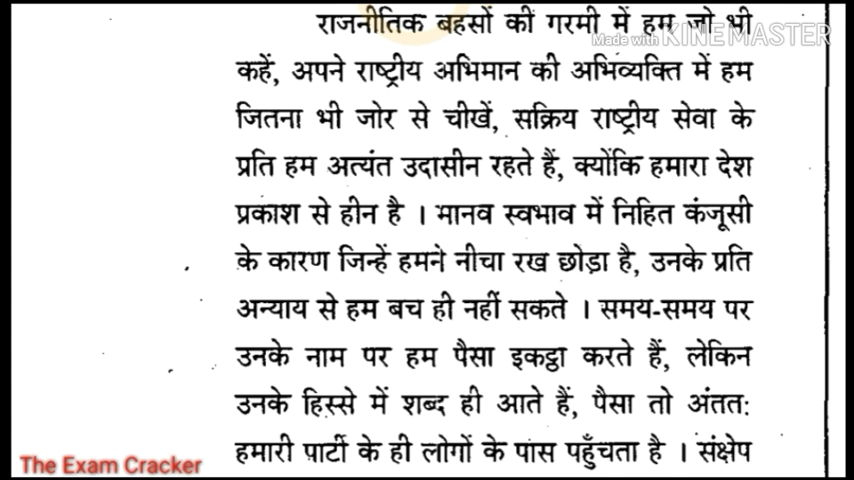 राजनीतिक बहसों की गरमी में हम जो भी
Made with KINEMASTER
कहें, अपने राष्ट्रीय अभिमान की अभिव्यक्ति में हम
जितना भी जोर से चीखें, सक्रिय राष्ट्रीय सेवा के
प्रति हम अत्यंत उदासीन रहते हैं, क्योंकि हमारा देश
प्रकाश से हीन है । मानव स्वभाव में निहित कंजूसी
के कारण जिन्हें हमने नीचा रख छोड़ा है, उनके प्रति
अन्याय से हम बच ही नहीं सकते । समय-समय पर
उनके नाम पर हम पैसा इकट्ठा करते हैं, लेकिन
उनके हिस्से में शब्द ही आते हैं, पैसा तो अंतत:
हमारी पार्टी के ही लोगों के पास पहुँचता है । संक्षेप
The Exam Cracker